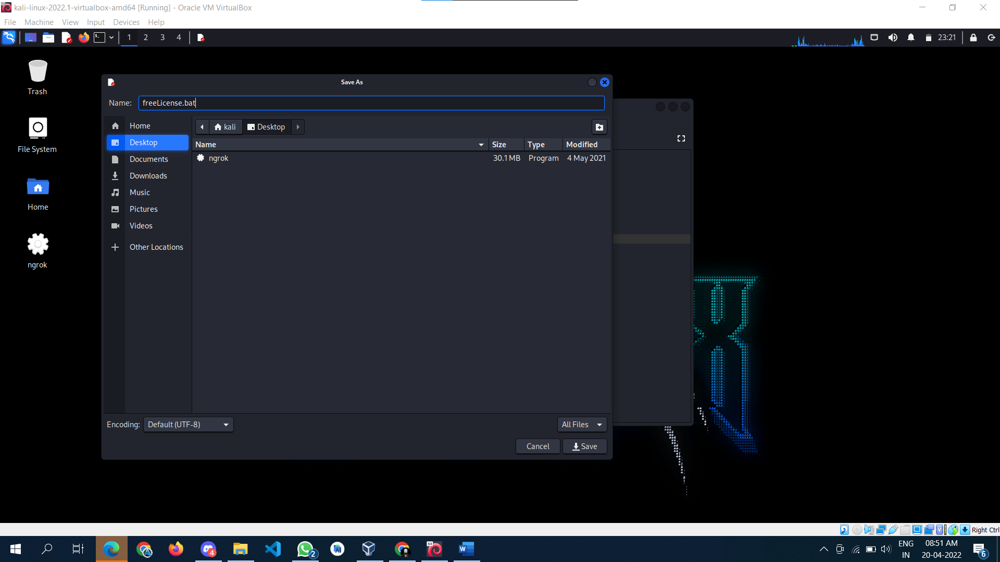 kali-linux-2022.1-virtualbox-amd64 [Running] - Oracle VM VirtualBox
File Machine View Input Devices Help
1 2 3 4 23:21
Trash
File System
Home
ngrok
Save As
Name: freeLicense.bat
Home
Desktop
Documents
Downloads
Music
Pictures
Videos
Other Locations
kali Desktop
Name Size Type Modified
ngrok 30.1 MB Program 4 May 2021
Encoding: Default (UTF-8) All Files
Cancel Save
Right Ctrl
4
2
W
ENG
IN
08:51 AM
20-04-2022
6